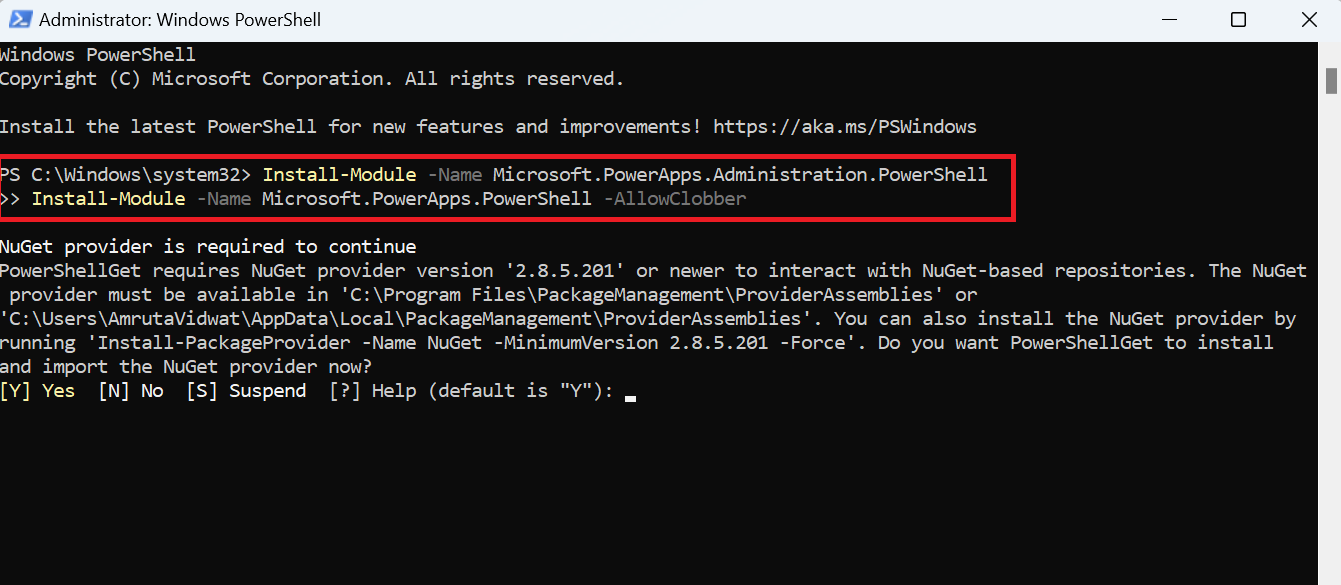 Administrator: Windows PowerShell
Windows PowerShell
Copyright (C) Microsoft Corporation. All rights reserved.
Install the latest PowerShell for new features and improvements! https://aka.ms/PSWindows
PS C:\Windows\system32> Install-Module -Name Microsoft.PowerApps.Administration.PowerShell
>> Install-Module -Name Microsoft.PowerApps.PowerShell -AllowClobber
NuGet provider is required to continue
PowerShellGet requires NuGet provider version '2.8.5.201' or newer to interact with NuGet-based repositories. The NuGet
provider must be available in 'C:\Program Files\PackageManagement\ProviderAssemblies' or
'C:\Users\AmrutaVidwat\AppData\Local\PackageManagement\ProviderAssemblies'. You can also install the NuGet provider by
running 'Install-PackageProvider -Name NuGet -MinimumVersion 2.8.5.201 -Force'. Do you want PowerShellGet to install
and import the NuGet provider now?
[Y] Yes  [N] No  [S] Suspend  [?] Help (default is "Y"):